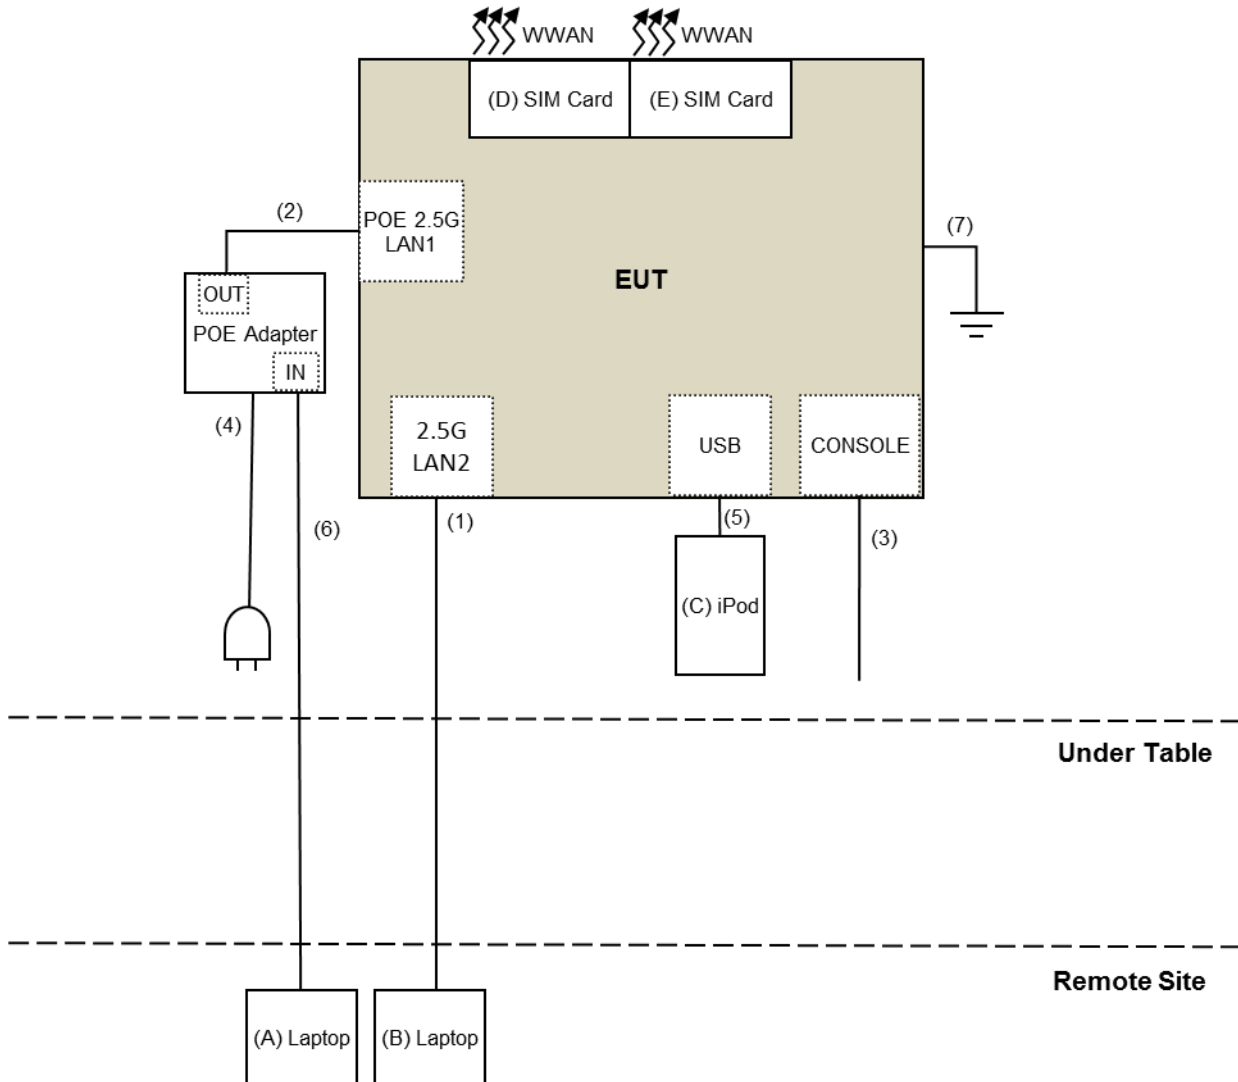 WWAN
WWAN
(D) SIM Card
(E) SIM Card
(2)
POE 2.5G
LAN1
(7)
EUT
OUT
POE Adapter
IN
(4)
2.5G
LAN2
USB
CONSOLE
(6)
(1)
(5)
(3)
(C) iPod
Under Table
Remote Site
(A) Laptop
(B) Laptop